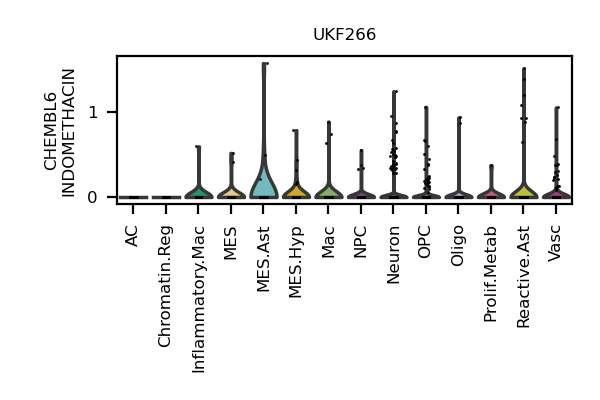 UKF266
CHEMBL6
INDOMETHACIN
1
0
AC
Chromatin.Reg
Inflammatory.Mac
MES
MES.Ast
MES.Hyp
Mac
NPC
Neuron
OPC
Oligo
Prolif.Metab
Reactive.Ast
Vasc